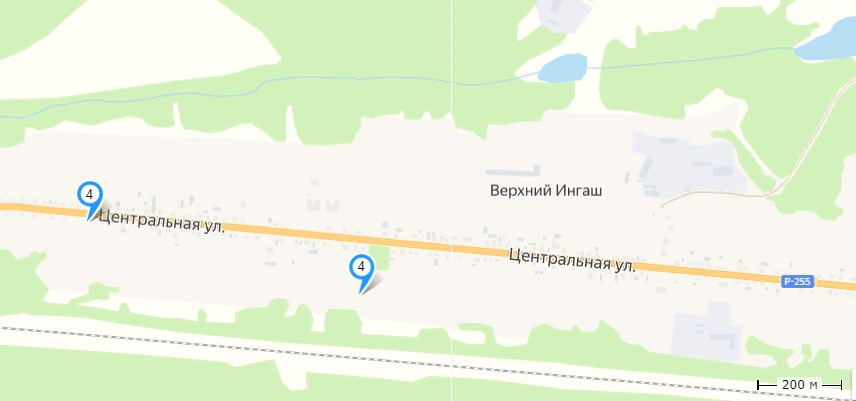 Верхний Ингаш
4
Центральная ул.
Центральная ул.
4
Р-255
200 м